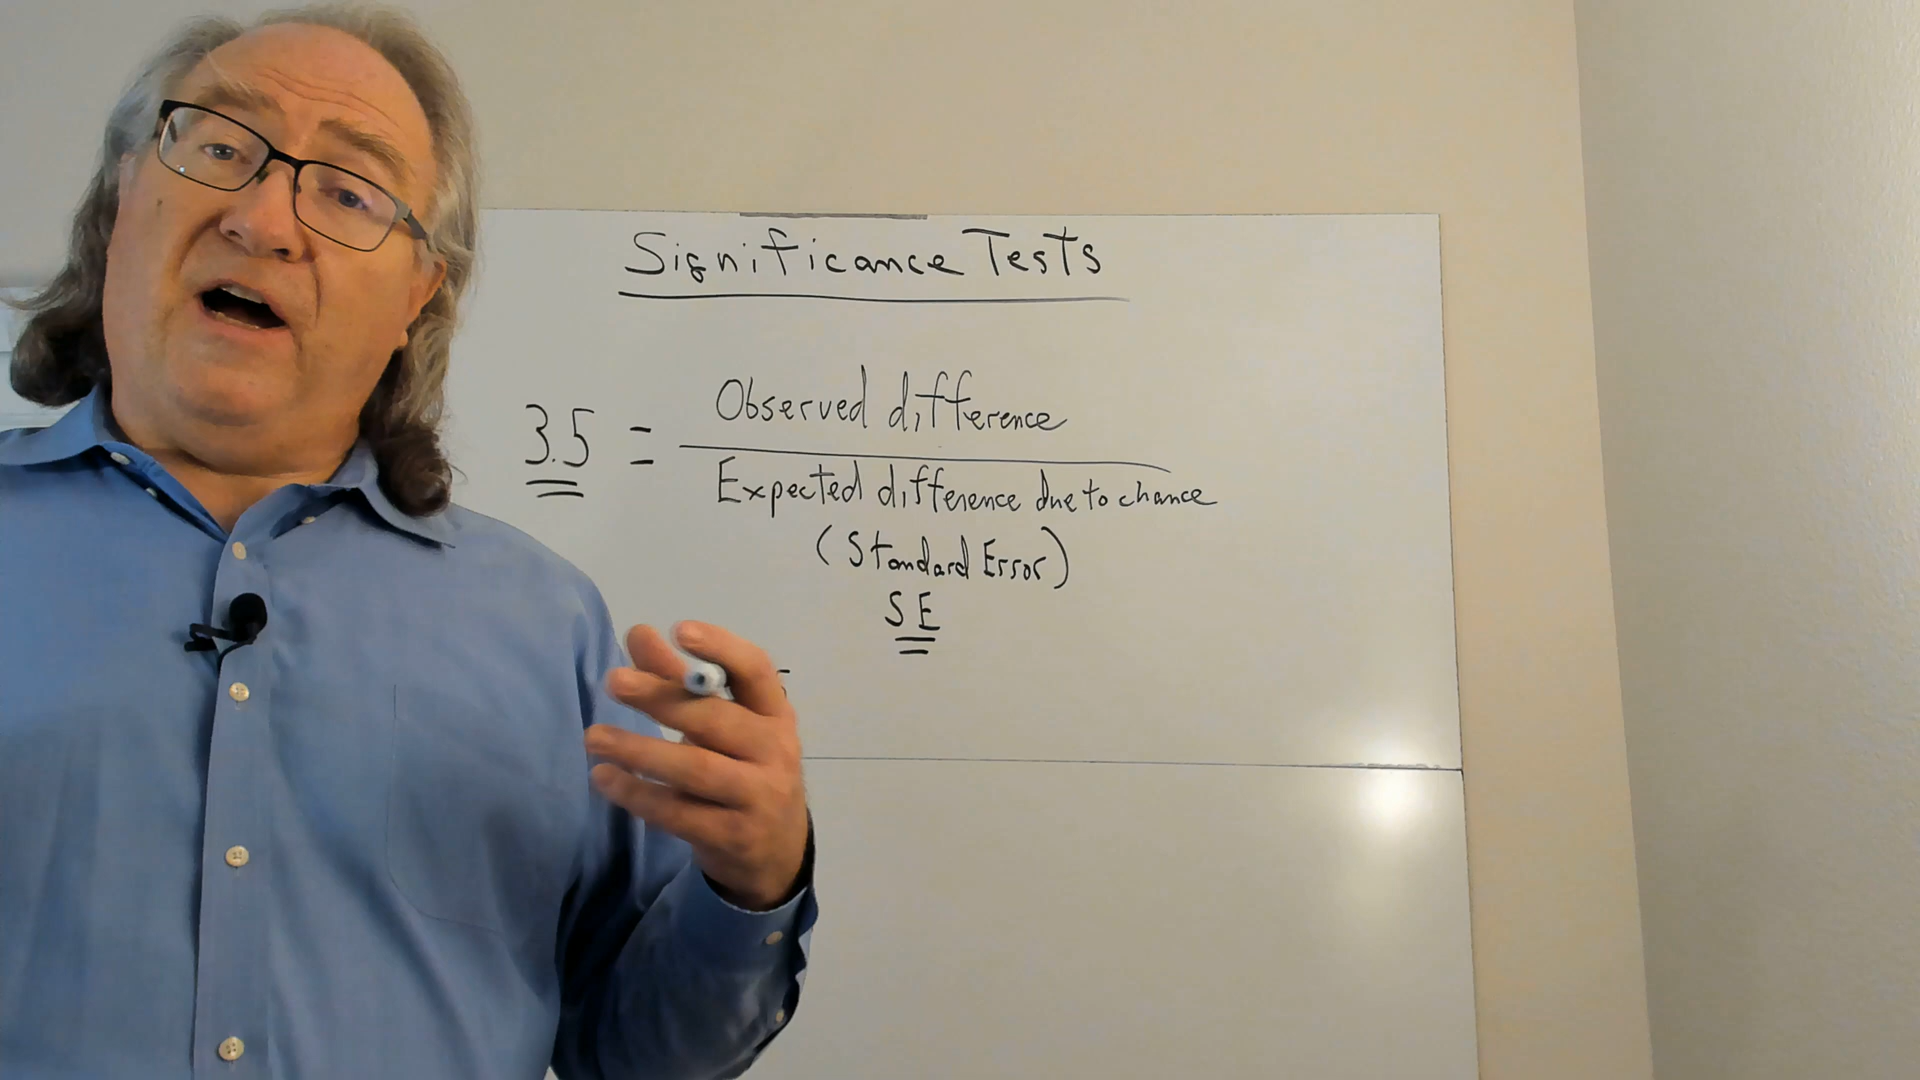 Significance Tests
Observed difference
3.5 =
Expected difference due to chance
(Standard Error)
SE